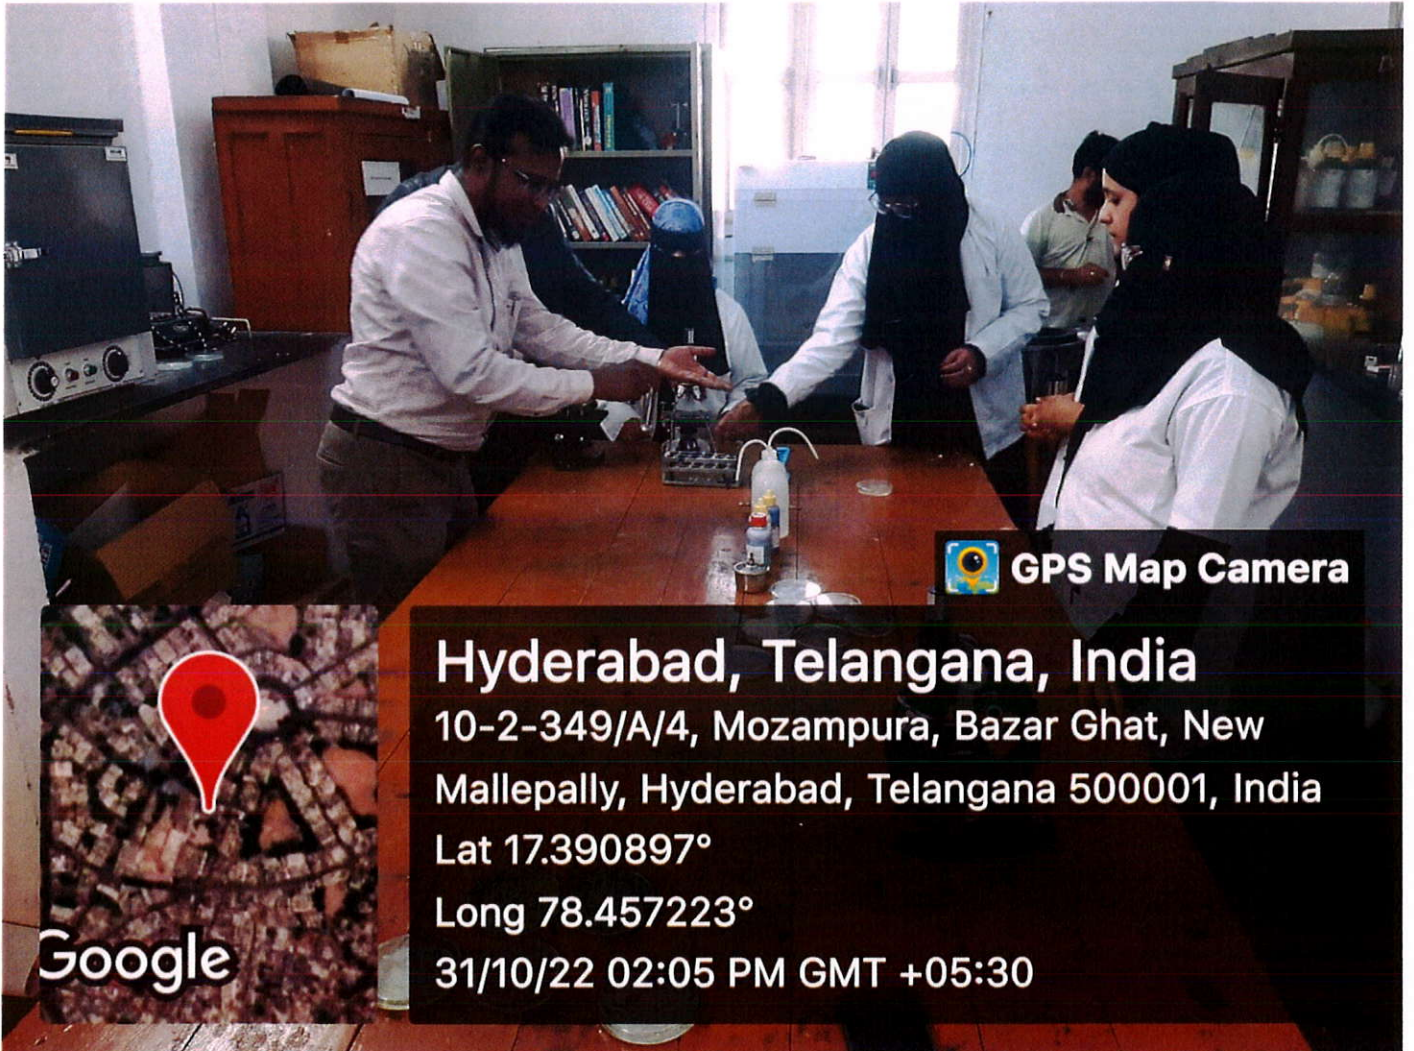 GPS Map Camera
Hyderabad, Telangana, India
10-2-349/A/4, Mozampura, Bazar Ghat, New
Mallepally, Hyderabad, Telangana 500001, India
Lat 17.390897°
Long 78.457223°
31/10/22 02:05 PM GMT +05:30
Google